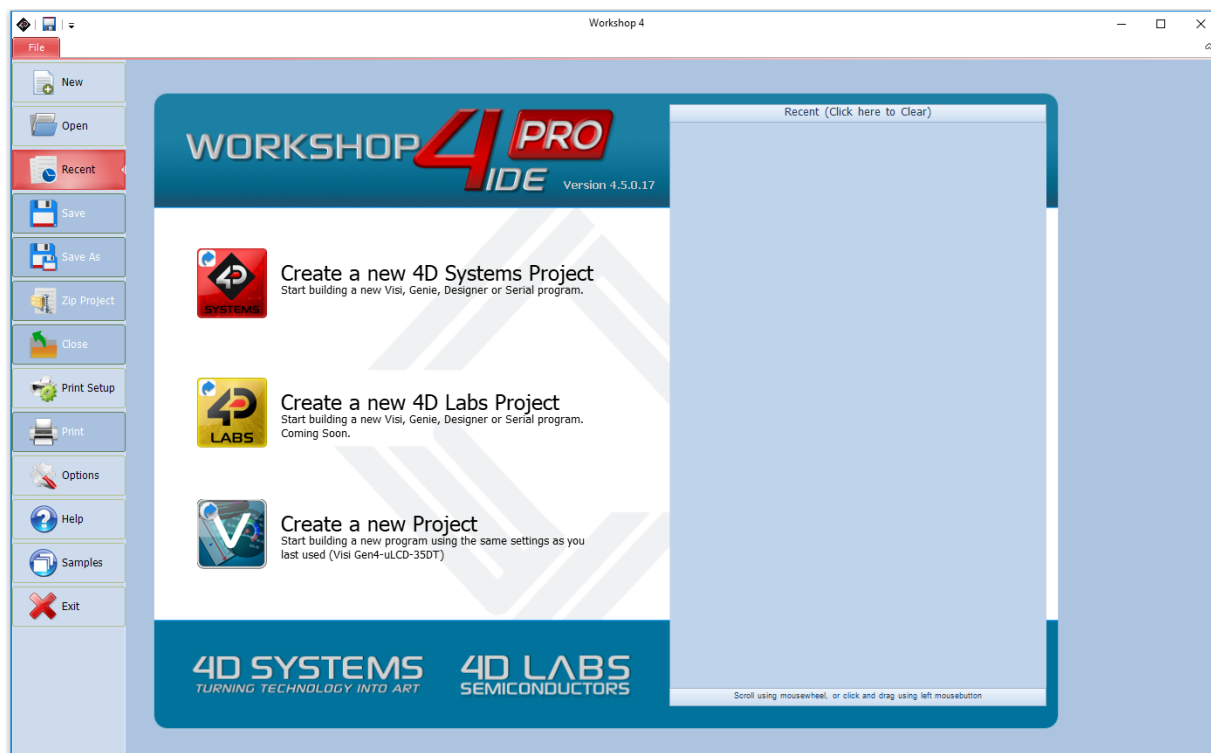 Workshop 4
File
New
Open
Recent
Save
Save As
Zip Project
Close
Print Setup
Print
Options
Help
Samples
Exit
WORKSHOP 4 PRO
IDE Version 4.5.0.17
4D
SYSTEMS
Create a new 4D Systems Project
Start building a new Visi, Genie, Designer or Serial program.
4D
LABS
Create a new 4D Labs Project
Start building a new Visi, Genie, Designer or Serial program.
Coming Soon.
V
Create a new Project
Start building a new program using the same settings as you
last used (Visi Gen4-uLCD-35DT)
4D SYSTEMS
TURNING TECHNOLOGY INTO ART
4D LABS
SEMICONDUCTORS
Recent (Click here to Clear)
Scroll using mousewheel, or click and drag using left mousebutton